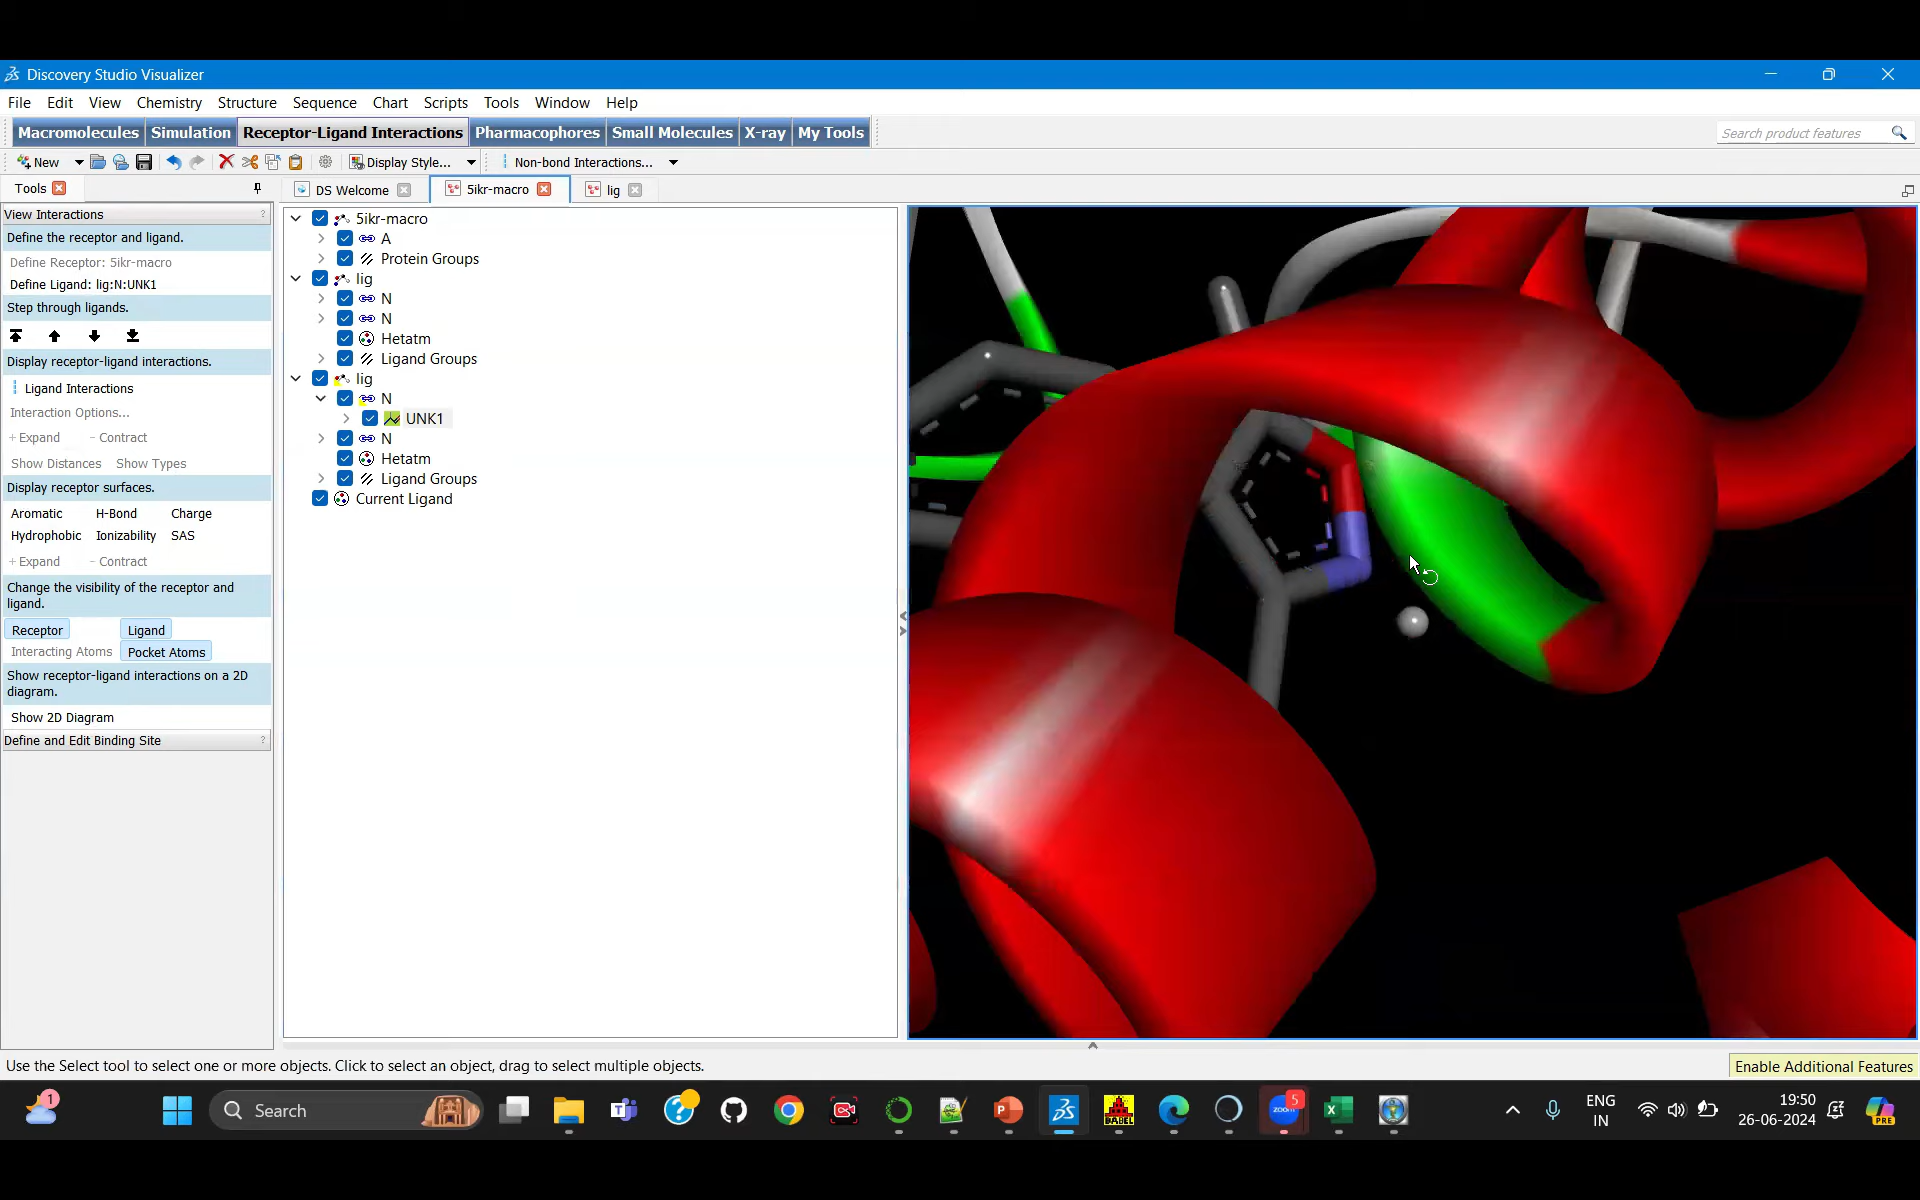 Discovery Studio Visualizer
File Edit View Chemistry Structure Sequence Chart Scripts Tools Window Help
Macromolecules Simulation Receptor-Ligand Interactions Pharmacophores Small Molecules X-ray My Tools
Search product features
New Display Style... Non-bond Interactions...
Tools
DS Welcome 5ikr-macro lig
View Interactions ?
Define the receptor and ligand.
Define Receptor: 5ikr-macro
Define Ligand: lig:N:UNK1
Step through ligands.
Display receptor-ligand interactions.
Ligand Interactions
Interaction Options...
+ Expand - Contract
Show Distances Show Types
Display receptor surfaces.
Aromatic H-Bond Charge
Hydrophobic Ionizability SAS
+ Expand - Contract
Change the visibility of the receptor and
ligand.
Receptor Ligand
Interacting Atoms Pocket Atoms
Show receptor-ligand interactions on a 2D
diagram.
Show 2D Diagram
Define and Edit Binding Site ?
5ikr-macro
A
Protein Groups
lig
N
N
Hetatm
Ligand Groups
lig
N
UNK1
N
Hetatm
Ligand Groups
Current Ligand
Use the Select tool to select one or more objects. Click to select an object, drag to select multiple objects.
Enable Additional Features
1
Search
BABEL
zoom
5
ENG
IN
19:50
26-06-2024
PRE